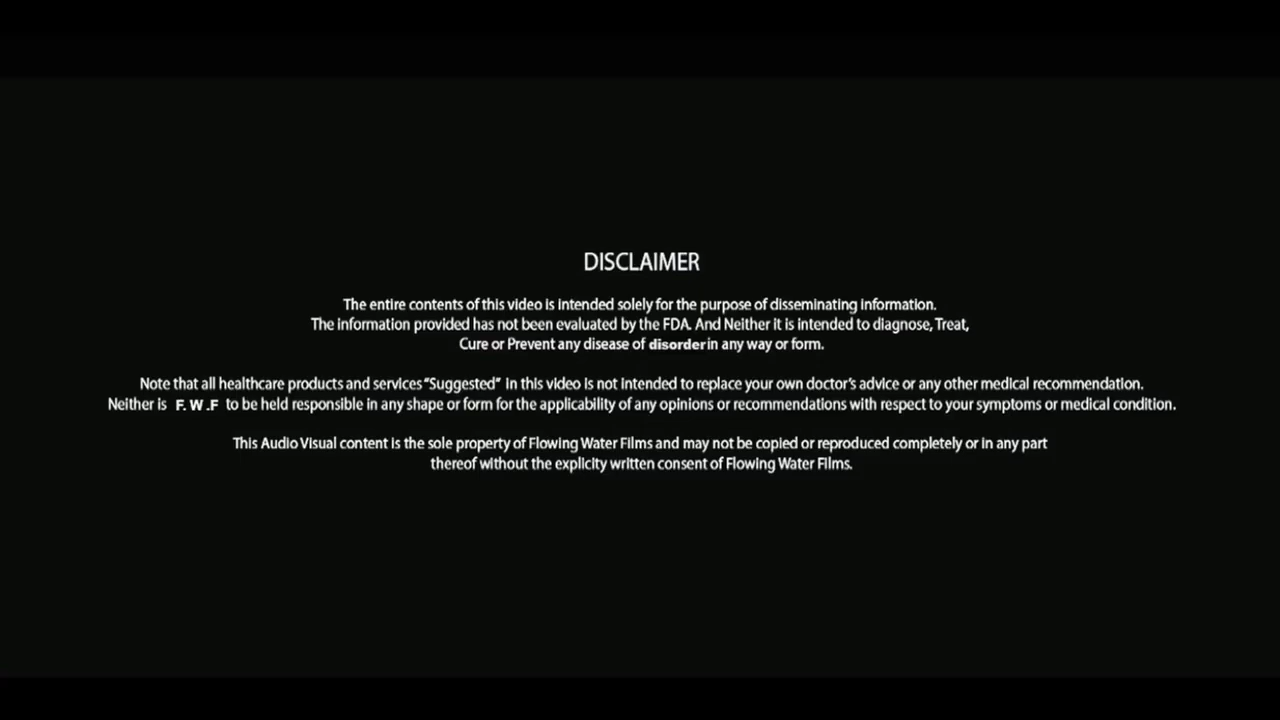 DISCLAIMER
The entire contents of this video is intended solely for the purpose of disseminating information.
The information provided has not been evaluated by the FDA. And Neither it is intended to diagnose, Treat,
Cure or Prevent any disease of disorder in any way or form.
Note that all healthcare products and services “Suggested” in this video is not intended to replace your own doctor's advice or any other medical recommendation.
Neither is F. W .F to be held responsible in any shape or form for the applicability of any opinions or recommendations with respect to your symptoms or medical condition.
This Audio Visual content is the sole property of Flowing Water Films and may not be copied or reproduced completely or in any part
thereof without the explicity written consent of Flowing Water Films.